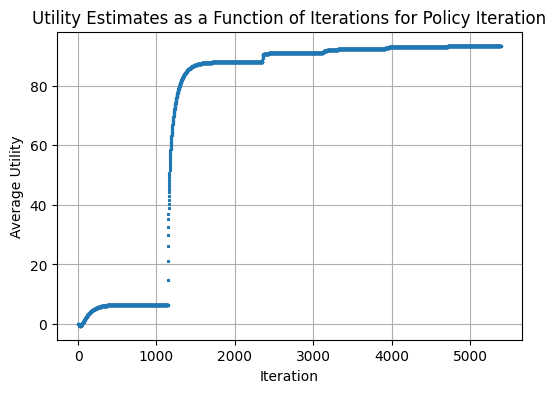 Utility Estimates as a Function of Iterations for Policy Iteration
Average Utility
80
60
40
20
0
0 1000 2000 3000 4000 5000
Iteration